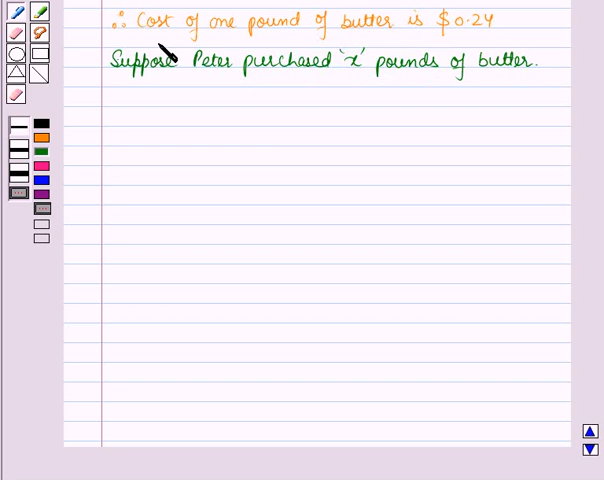 ∴ Cost of one pound of butter is $0.24
Suppose Peter purchased 'x' pounds of butter.